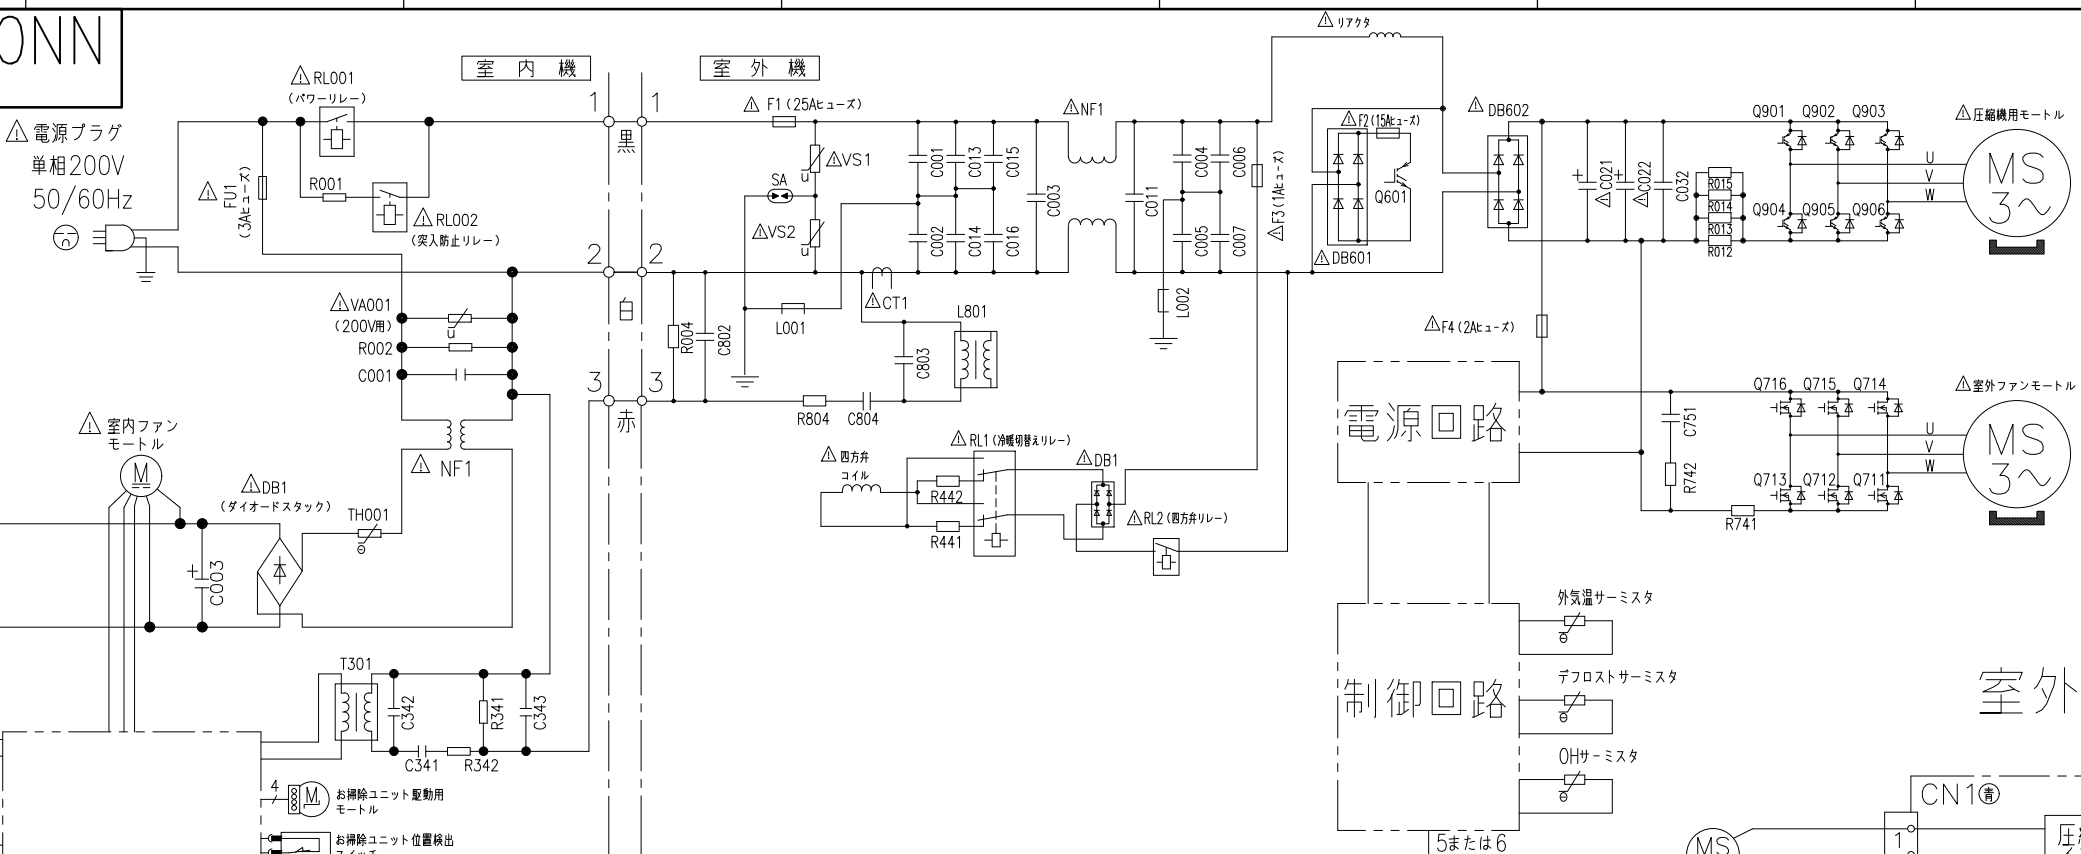 ONN
⚠ RL001
(パワーリレー)
室 内 機
室 外 機
⚠ リアクタ
⚠ 電源プラグ
単相200V
50/60Hz
⚠ FU1
(3Aヒューズ)
R001
⚠ RL002
(突入防止リレー)
1 1
黒
2 2
白
3 3
赤
⚠ F1 (25Aヒューズ)
⚠VS1
u
SA
⚠VS2
u
L001
C001 C013 C015
C002 C014 C016
C003
⚠NF1
C011
C004 C006
C005 C007
L002
⚠F3 (1Aヒューズ)
⚠F2 (15Aヒューズ)
Q601
⚠DB601
⚠ DB602
⚠C021
⚠C022
C032
R015
R014
R013
R012
Q901 Q902 Q903
Q904 Q905 Q906
⚠圧縮機用モートル
U
V
W
MS
3~
⚠VA001
(200V用)
u
R002
C001
⚠ NF1
R004
C802
⚠CT1
C803
L801
R804 C804
⚠F4 (2Aヒューズ)
電源回路
C751
R742
R741
Q716 Q715 Q714
Q713 Q712 Q711
⚠室外ファンモートル
U
V
W
MS
3~
⚠ 室内ファン
モートル
M
⚠DB1
(ダイオードスタック)
TH001
θ
+
C003
⚠ 四方弁
コイル
⚠ RL1 (冷暖切替えリレー)
R442
R441
⚠DB1
⚠RL2 (四方弁リレー)
T301
C342
R341
C343
C341 R342
制御回路
外気温サーミスタ
θ
デフロストサーミスタ
θ
OHサーミスタ
θ
5または6
4
M
お掃除ユニット駆動用
モートル
お掃除ユニット位置検出
スイッチ
室外
CN1㊟青
MS
1
圧